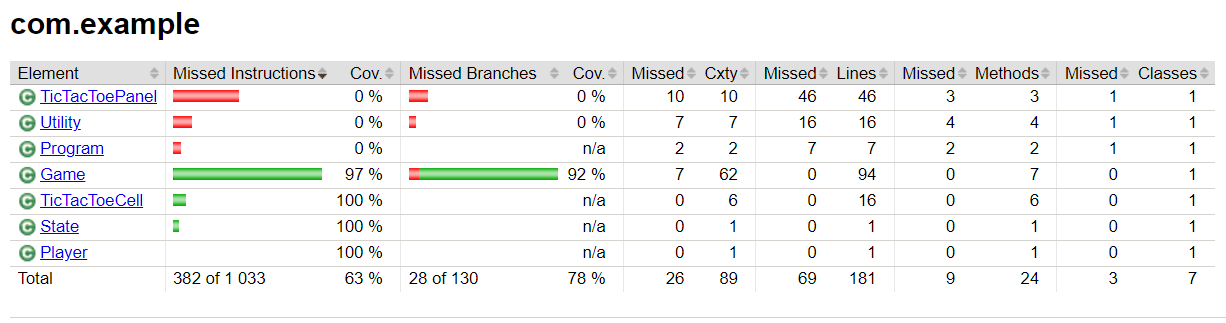 com.example
Element Missed Instructions Cov. Missed Branches Cov. Missed Cxty Missed Lines Missed Methods Missed Classes
C TicTacToePanel 0 % 0 % 10 10 46 46 3 3 1 1
C Utility 0 % 0 % 7 7 16 16 4 4 1 1
C Program 0 % n/a 2 2 7 7 2 2 1 1
C Game 97 % 92 % 7 62 0 94 0 7 0 1
C TicTacToeCell 100 % n/a 0 6 0 16 0 6 0 1
C State 100 % n/a 0 1 0 1 0 1 0 1
C Player 100 % n/a 0 1 0 1 0 1 0 1
Total 382 of 1 033 63 % 28 of 130 78 % 26 89 69 181 9 24 3 7